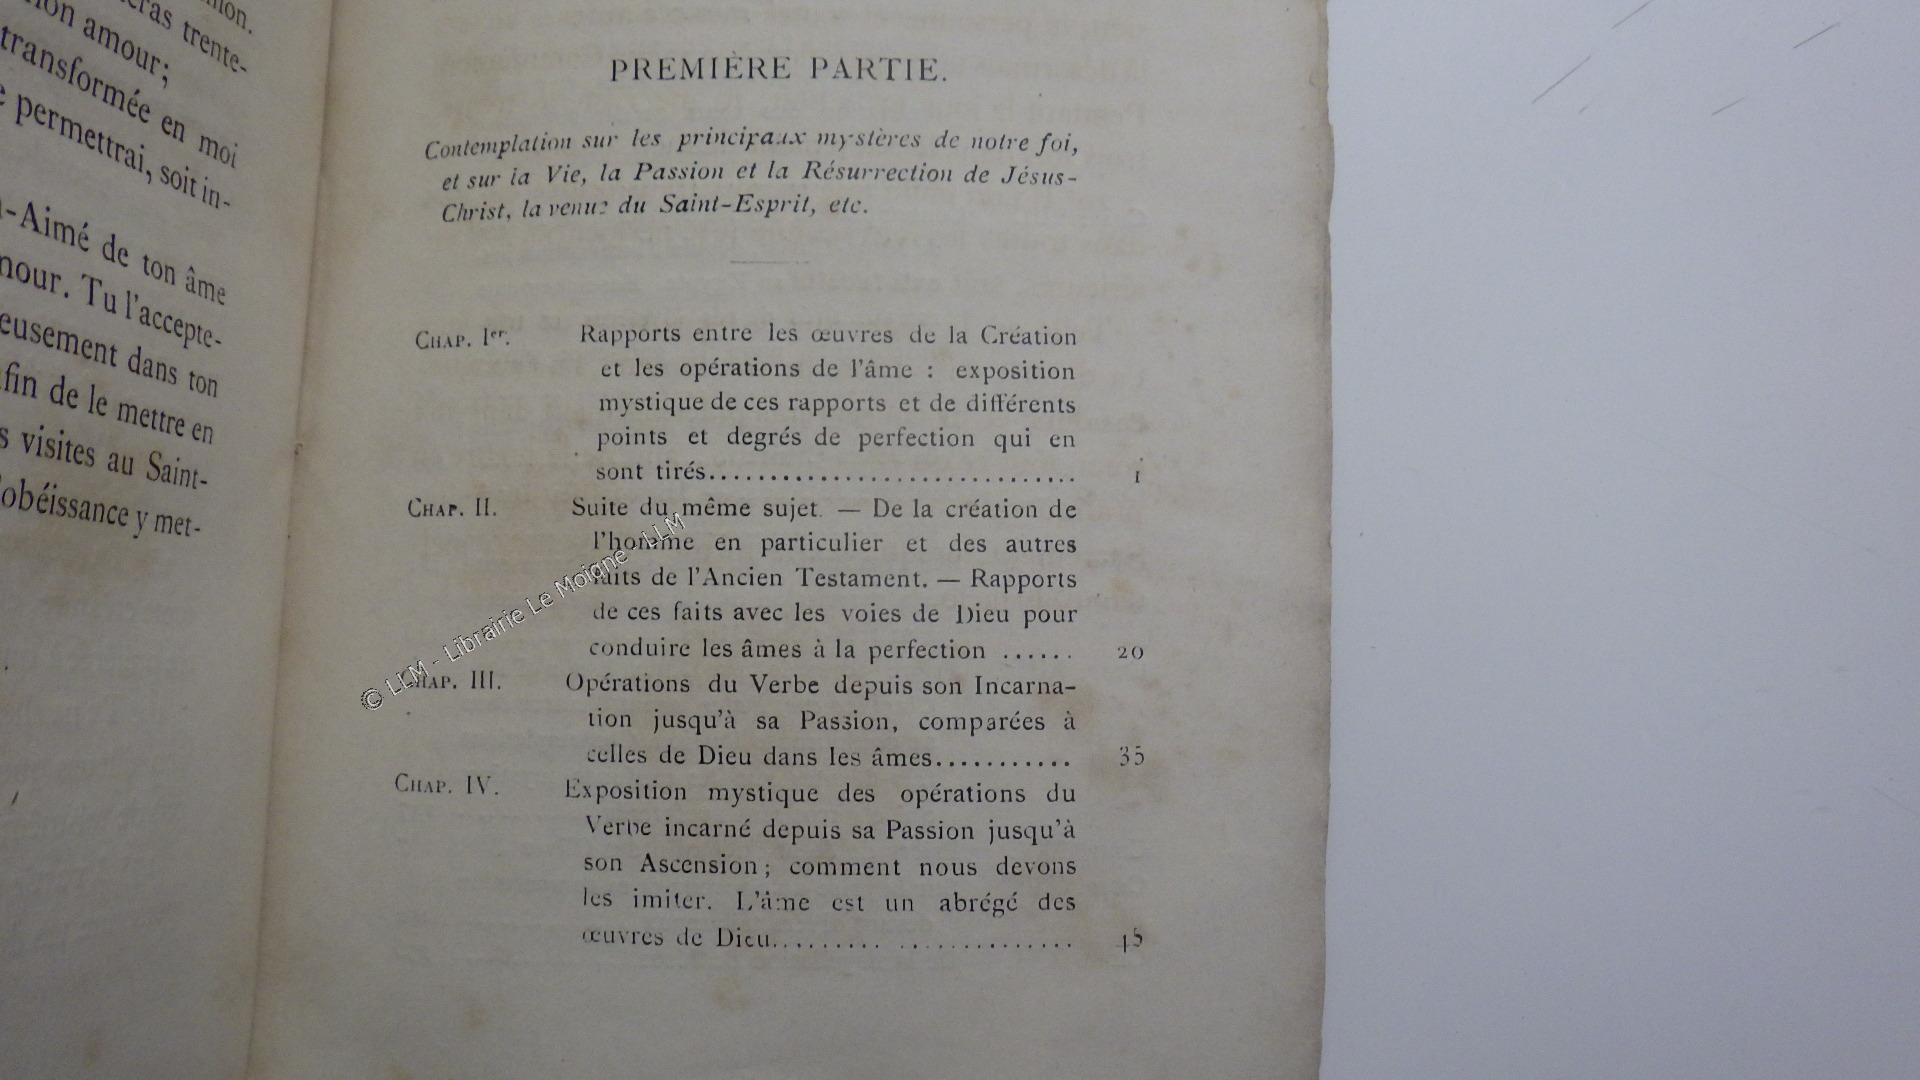 nion.
eras trente-
on amour;
transformée en moi
e permettrai, soit in-
-Aimé de ton âme
nour. Tu l'accepte-
eusement dans ton
fin de le mettre en
s visites au Saint-
'obéissance y met-
PREMIÈRE PARTIE.
Contemplation sur les principaux mystères de notre foi,
et sur la Vie, la Passion et la Résurrection de Jésus-
Christ, la venue du Saint-Esprit, etc.
CHAP. Ier. Rapports entre les œuvres de la Création
et les opérations de l'âme : exposition
mystique de ces rapports et de différents
points et degrés de perfection qui en
sont tirés.............................. 1
CHAP. II. Suite du même sujet. — De la création de
l'homme en particulier et des autres
faits de l'Ancien Testament. — Rapports
de ces faits avec les voies de Dieu pour
conduire les âmes à la perfection ...... 20
CHAP. III. Opérations du Verbe depuis son Incarna-
tion jusqu'à sa Passion, comparées à
celles de Dieu dans les âmes........... 35
CHAP. IV. Exposition mystique des opérations du
Verbe incarné depuis sa Passion jusqu'à
son Ascension ; comment nous devons
les imiter. L'âme est un abrégé des
œuvres de Dieu......... .............. 45
© LLM - Librairie Le Moigne - LLM